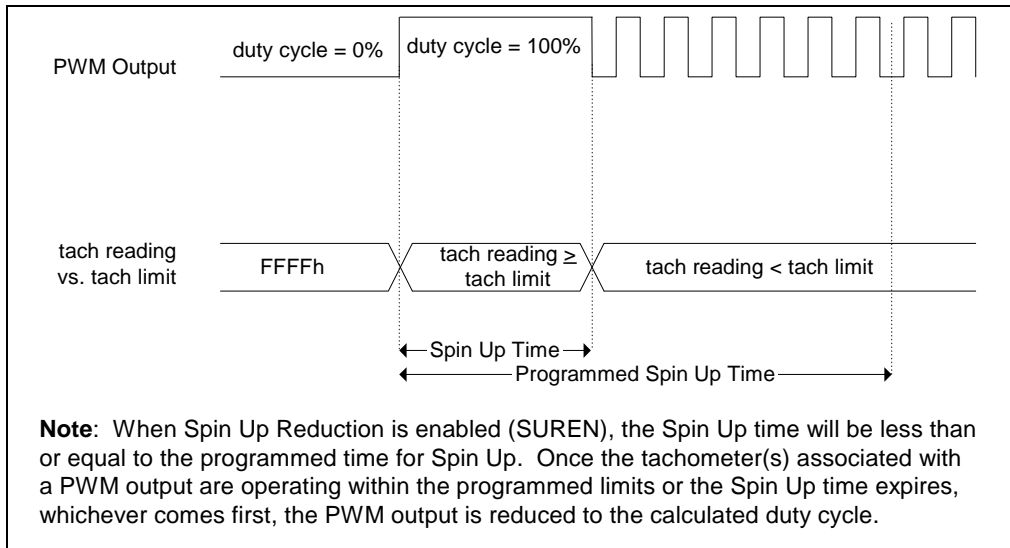 duty cycle = 0%
duty cycle = 100%
PWM Output
tach reading
vs. tach limit
FFFFh
tach reading ≥
tach limit
tach reading < tach limit
Spin Up Time
Programmed Spin Up Time
Note:  When Spin Up Reduction is enabled (SUREN), the Spin Up time will be less than
or equal to the programmed time for Spin Up.  Once the tachometer(s) associated with
a PWM output are operating within the programmed limits or the Spin Up time expires,
whichever comes first, the PWM output is reduced to the calculated duty cycle.